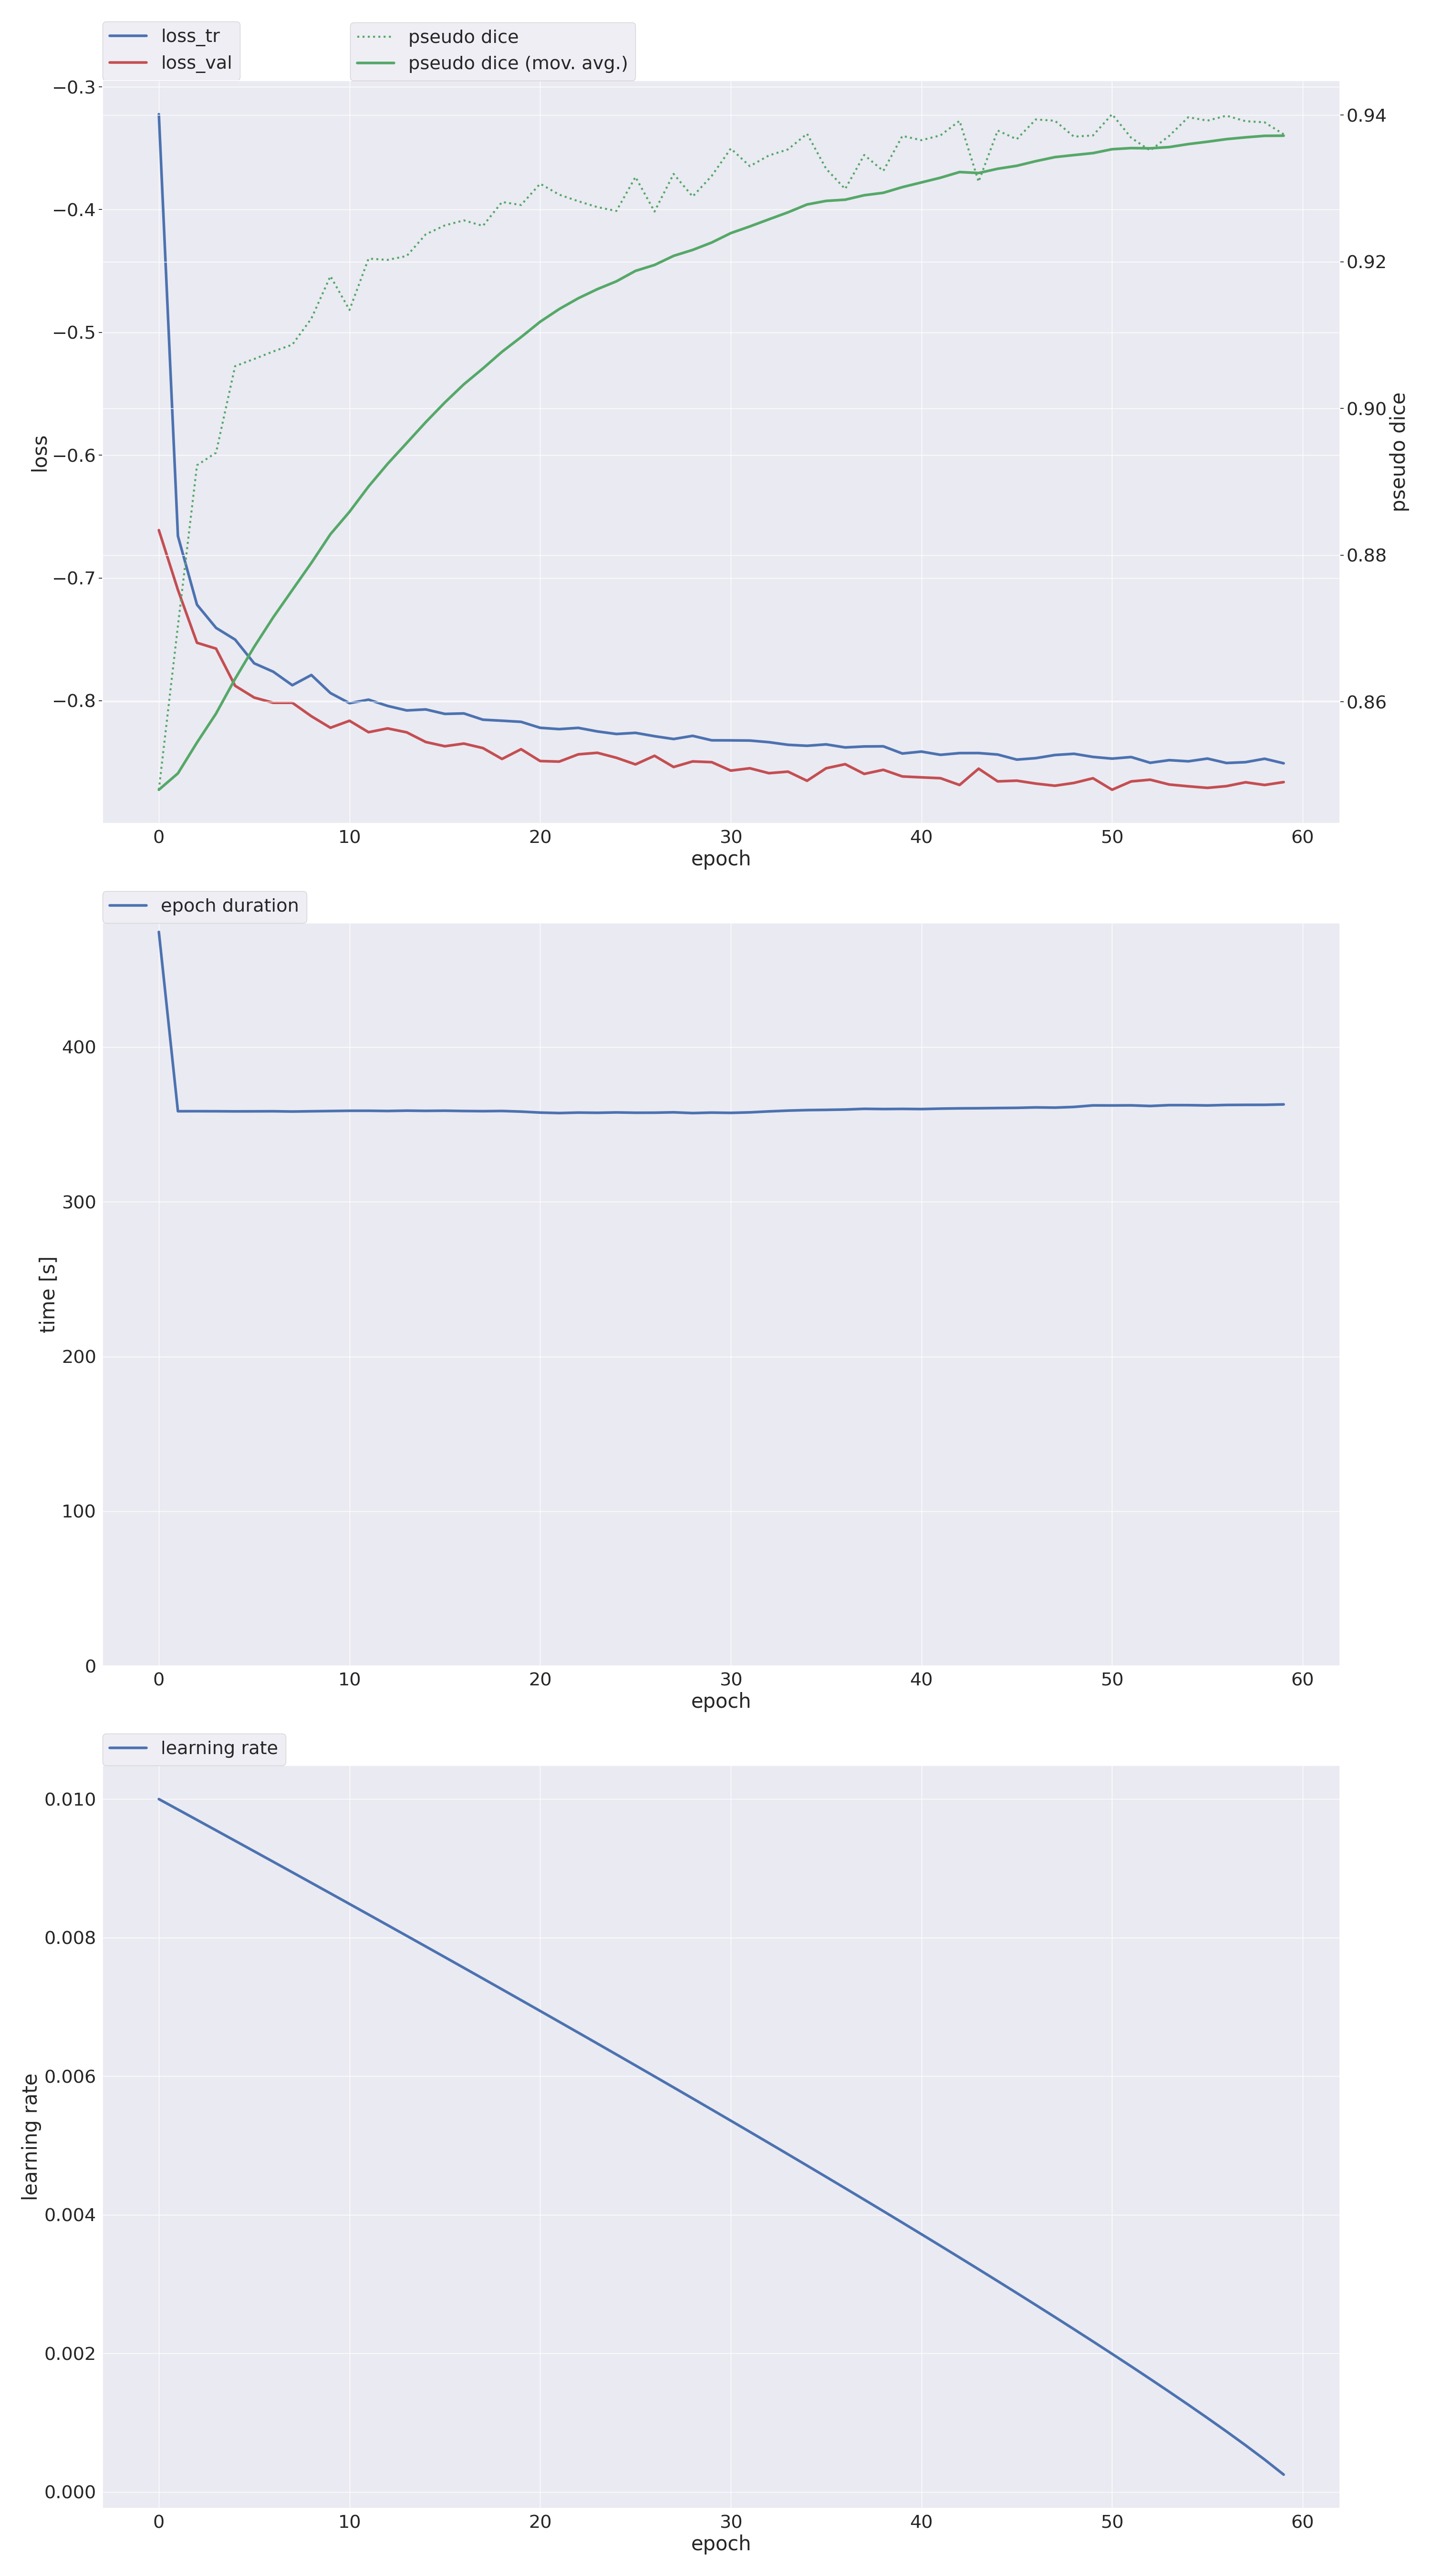 loss_tr
loss_val
pseudo dice
pseudo dice (mov. avg.)
−0.3
−0.4
−0.5
−0.6
−0.7
−0.8
loss
0.94
0.92
0.90
0.88
0.86
pseudo dice
0 10 20 30 40 50 60
epoch
epoch duration
400
300
200
100
0
time [s]
0 10 20 30 40 50 60
epoch
learning rate
0.010
0.008
0.006
0.004
0.002
0.000
learning rate
0 10 20 30 40 50 60
epoch